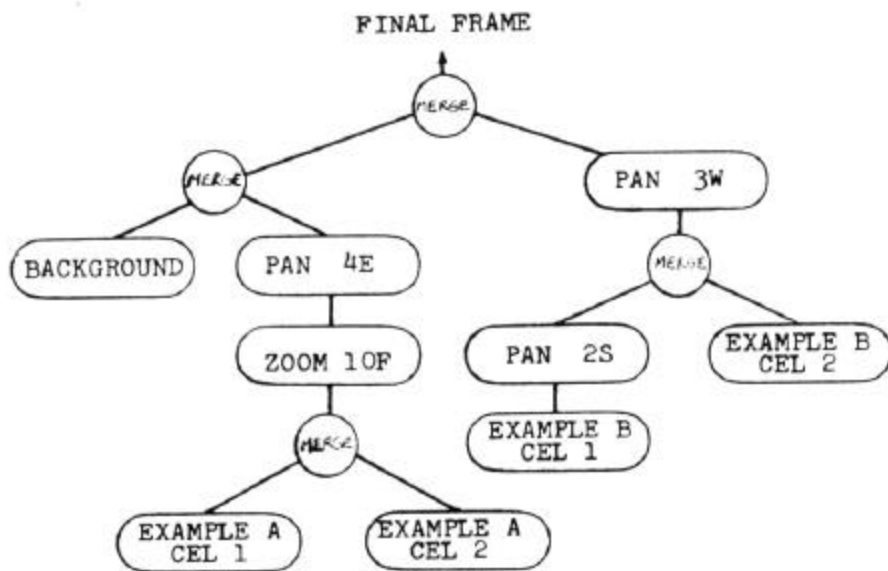 FINAL FRAME
MERGE
MERGE
PAN 3W
BACKGROUND
PAN 4E
MERGE
ZOOM 10F
PAN 2S
EXAMPLE B
CEL 2
MERGE
EXAMPLE B
CEL 1
EXAMPLE A
CEL 1
EXAMPLE A
CEL 2